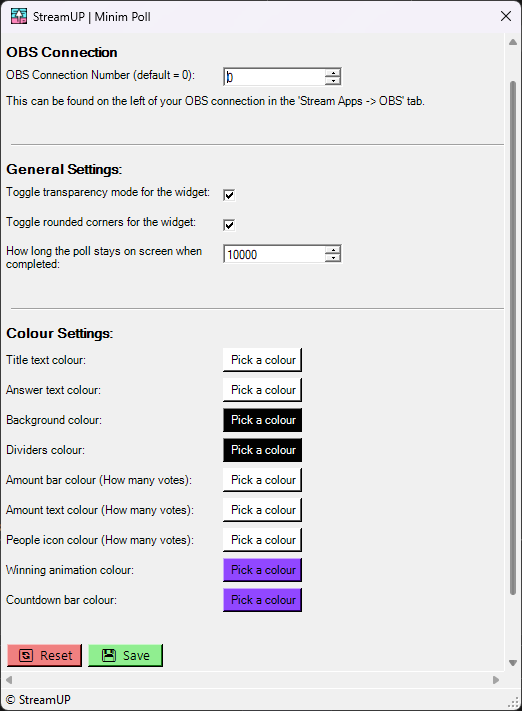 StreamUP | Minim Poll
OBS Connection
OBS Connection Number (default = 0):
0
This can be found on the left of your OBS connection in the 'Stream Apps -> OBS' tab.
General Settings:
Toggle transparency mode for the widget:
Toggle rounded corners for the widget:
How long the poll stays on screen when
completed:
10000
Colour Settings:
Title text colour:
Pick a colour
Answer text colour:
Pick a colour
Background colour:
Pick a colour
Dividers colour:
Pick a colour
Amount bar colour (How many votes):
Pick a colour
Amount text colour (How many votes):
Pick a colour
People icon colour (How many votes):
Pick a colour
Winning animation colour:
Pick a colour
Countdown bar colour:
Pick a colour
Reset
Save
© StreamUP